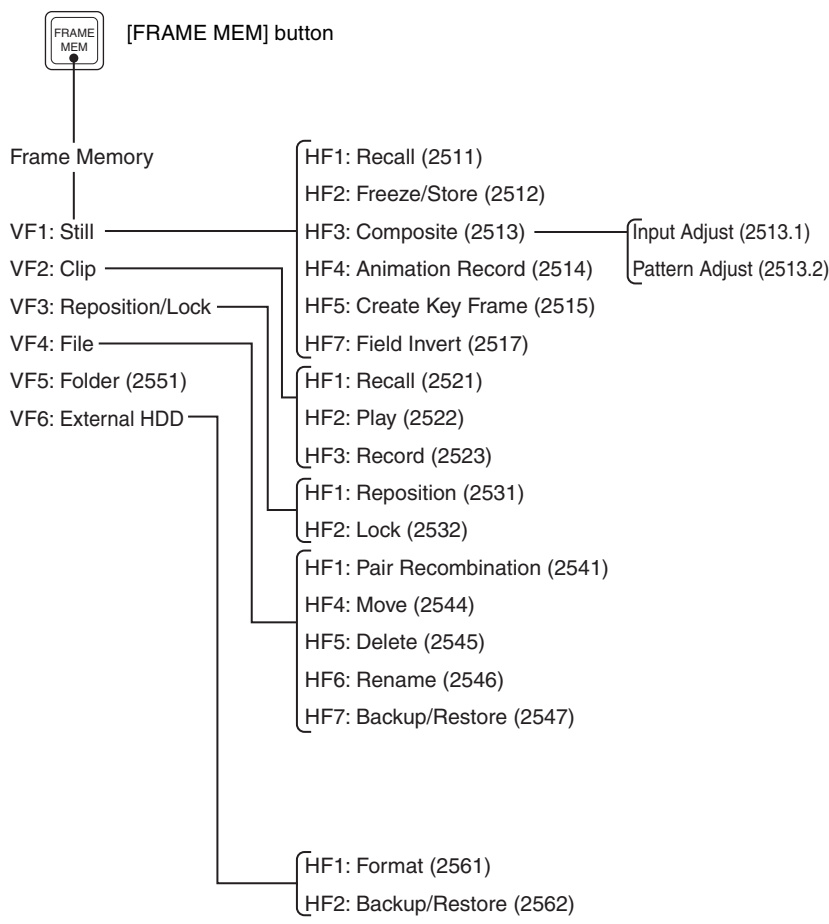 FRAME
MEM
[FRAME MEM] button
Frame Memory
VF1: Still
VF2: Clip
VF3: Reposition/Lock
VF4: File
VF5: Folder (2551)
VF6: External HDD
HF1: Recall (2511)
HF2: Freeze/Store (2512)
HF3: Composite (2513)
HF4: Animation Record (2514)
HF5: Create Key Frame (2515)
HF7: Field Invert (2517)
Input Adjust (2513.1)
Pattern Adjust (2513.2)
HF1: Recall (2521)
HF2: Play (2522)
HF3: Record (2523)
HF1: Reposition (2531)
HF2: Lock (2532)
HF1: Pair Recombination (2541)
HF4: Move (2544)
HF5: Delete (2545)
HF6: Rename (2546)
HF7: Backup/Restore (2547)
HF1: Format (2561)
HF2: Backup/Restore (2562)